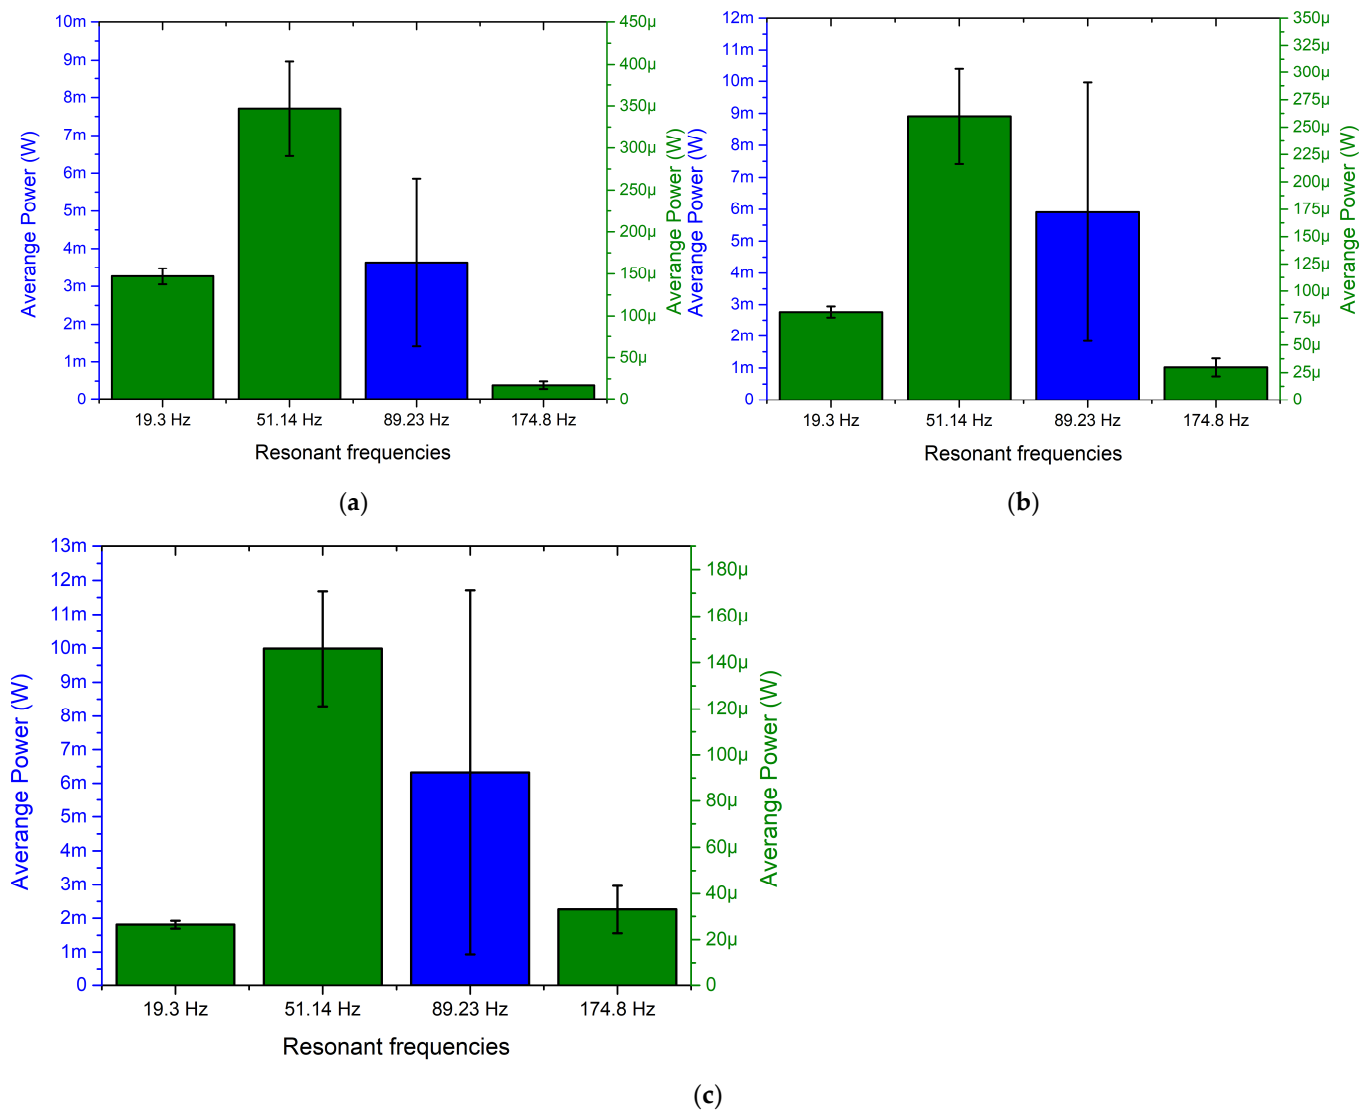 10m
9m
8m
7m
6m
5m
4m
3m
2m
1m
0
Averange Power (W)
450µ
400µ
350µ
300µ
250µ
200µ
150µ
100µ
50µ
0
Averange Power (W)
19.3 Hz 51.14 Hz 89.23 Hz 174.8 Hz
Resonant frequencies
(a)
12m
11m
10m
9m
8m
7m
6m
5m
4m
3m
2m
1m
0
Averange Power (W)
350µ
325µ
300µ
275µ
250µ
225µ
200µ
175µ
150µ
125µ
100µ
75µ
50µ
25µ
0
Averange Power (W)
19.3 Hz 51.14 Hz 89.23 Hz 174.8 Hz
Resonant frequencies
(b)
13m
12m
11m
10m
9m
8m
7m
6m
5m
4m
3m
2m
1m
0
Averange Power (W)
180µ
160µ
140µ
120µ
100µ
80µ
60µ
40µ
20µ
0
Averange Power (W)
19.3 Hz 51.14 Hz 89.23 Hz 174.8 Hz
Resonant frequencies
(c)